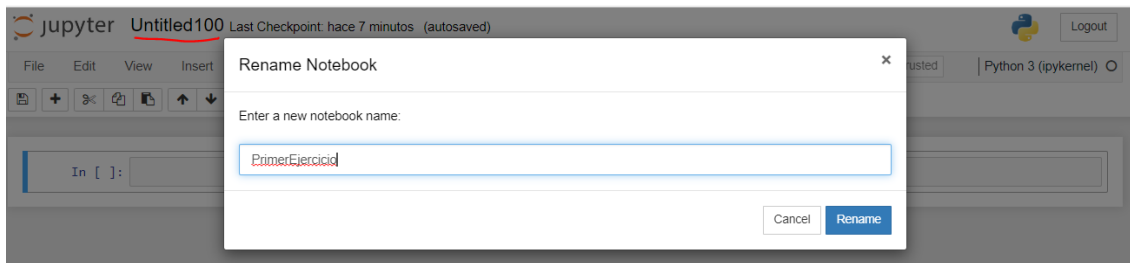 jupyter Untitled100 Last Checkpoint: hace 7 minutos (autosaved) Logout
File Edit View Insert rusted Python 3 (ipykernel)
Rename Notebook ×
Enter a new notebook name:
PrimerEjercicio
In [ ]:
Cancel Rename